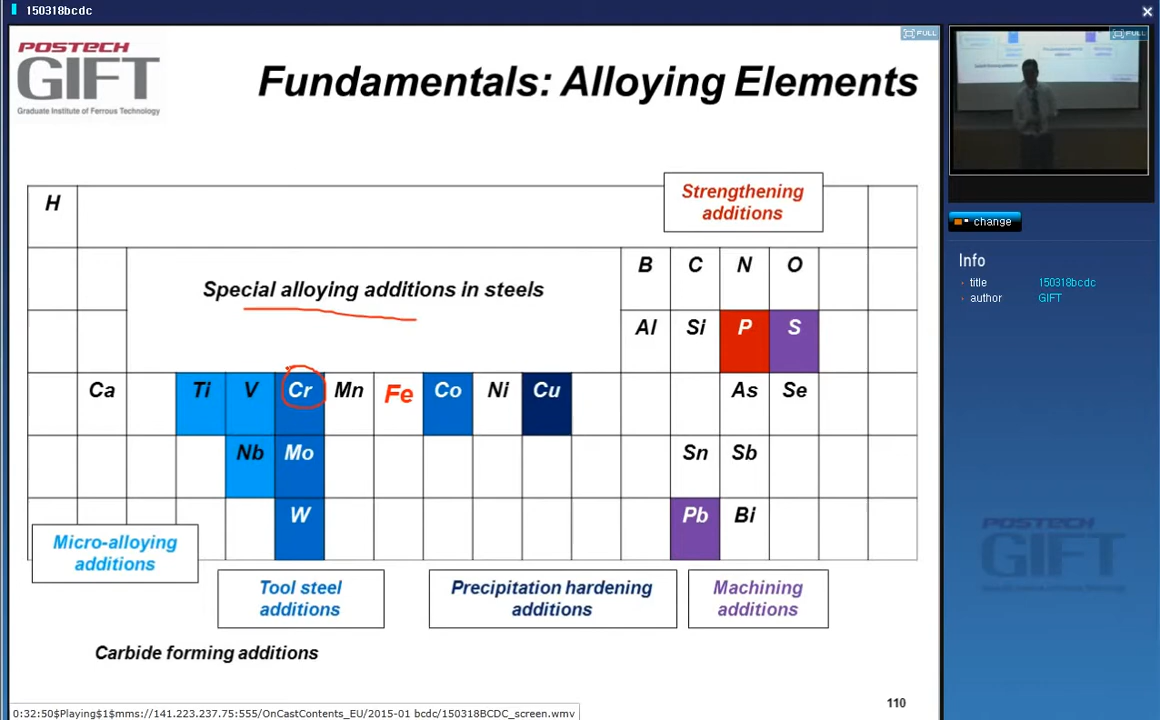 150318bcdc
POSTECH
GIFT
Graduate Institute of Ferrous Technology
Fundamentals: Alloying Elements
FULL
FULL
change
Info
title 150318bcdc
author GIFT
H
Strengthening
additions
Special alloying additions in steels
B C N O
Al Si P S
Ca Ti V Cr Mn Fe Co Ni Cu As Se
Nb Mo Sn Sb
W Pb Bi
Micro-alloying
additions
Tool steel
additions
Precipitation hardening
additions
Machining
additions
Carbide forming additions
POSTECH
GIFT
110
0:32:50$Playing$1$mms://141.223.237.75:555/OnCastContents_EU/2015-01 bcdc/150318BCDC_screen.wmv